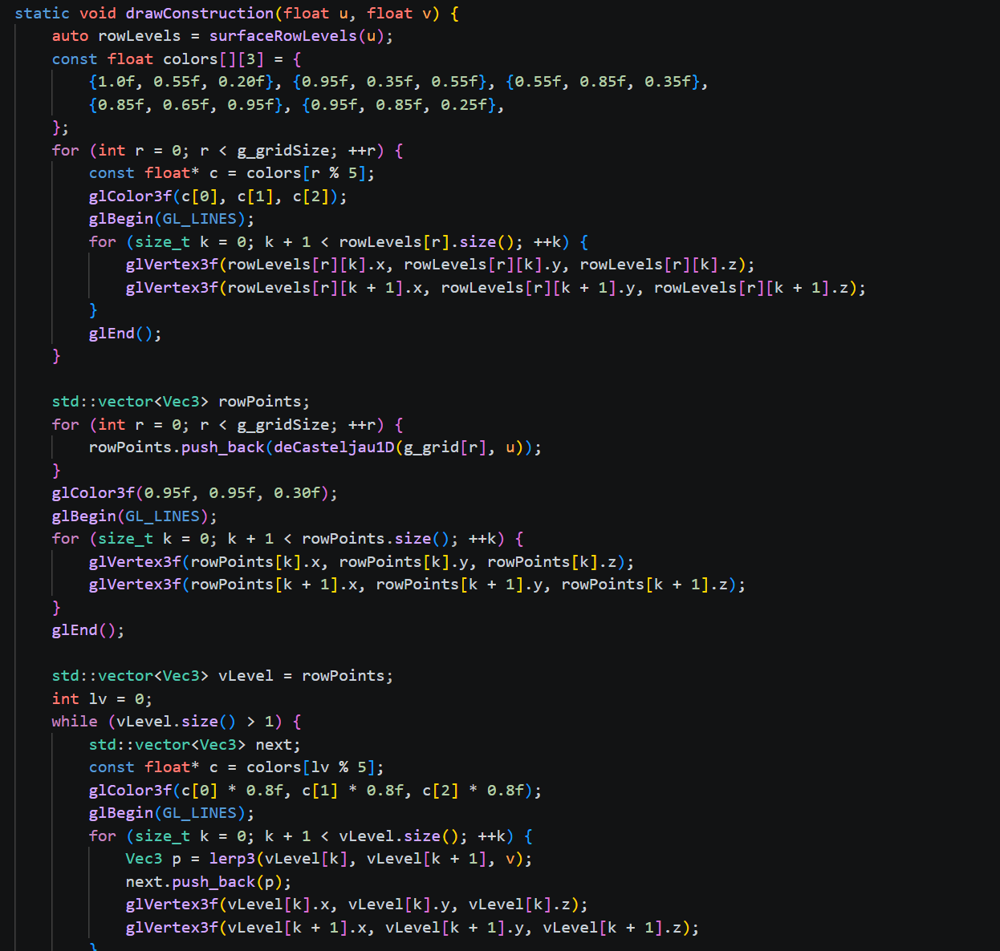 static void drawConstruction(float u, float v) {
    auto rowLevels = surfaceRowLevels(u);
    const float colors[][3] = {
        {1.0f, 0.55f, 0.20f}, {0.95f, 0.35f, 0.55f}, {0.55f, 0.85f, 0.35f},
        {0.85f, 0.65f, 0.95f}, {0.95f, 0.85f, 0.25f},
    };
    for (int r = 0; r < g_gridSize; ++r) {
        const float* c = colors[r % 5];
        glColor3f(c[0], c[1], c[2]);
        glBegin(GL_LINES);
        for (size_t k = 0; k + 1 < rowLevels[r].size(); ++k) {
            glVertex3f(rowLevels[r][k].x, rowLevels[r][k].y, rowLevels[r][k].z);
            glVertex3f(rowLevels[r][k + 1].x, rowLevels[r][k + 1].y, rowLevels[r][k + 1].z);
        }
        glEnd();
    }

    std::vector<Vec3> rowPoints;
    for (int r = 0; r < g_gridSize; ++r) {
        rowPoints.push_back(deCasteljau1D(g_grid[r], u));
    }
    glColor3f(0.95f, 0.95f, 0.30f);
    glBegin(GL_LINES);
    for (size_t k = 0; k + 1 < rowPoints.size(); ++k) {
        glVertex3f(rowPoints[k].x, rowPoints[k].y, rowPoints[k].z);
        glVertex3f(rowPoints[k + 1].x, rowPoints[k + 1].y, rowPoints[k + 1].z);
    }
    glEnd();

    std::vector<Vec3> vLevel = rowPoints;
    int lv = 0;
    while (vLevel.size() > 1) {
        std::vector<Vec3> next;
        const float* c = colors[lv % 5];
        glColor3f(c[0] * 0.8f, c[1] * 0.8f, c[2] * 0.8f);
        glBegin(GL_LINES);
        for (size_t k = 0; k + 1 < vLevel.size(); ++k) {
            Vec3 p = lerp3(vLevel[k], vLevel[k + 1], v);
            next.push_back(p);
            glVertex3f(vLevel[k].x, vLevel[k].y, vLevel[k].z);
            glVertex3f(vLevel[k + 1].x, vLevel[k + 1].y, vLevel[k + 1].z);
        }